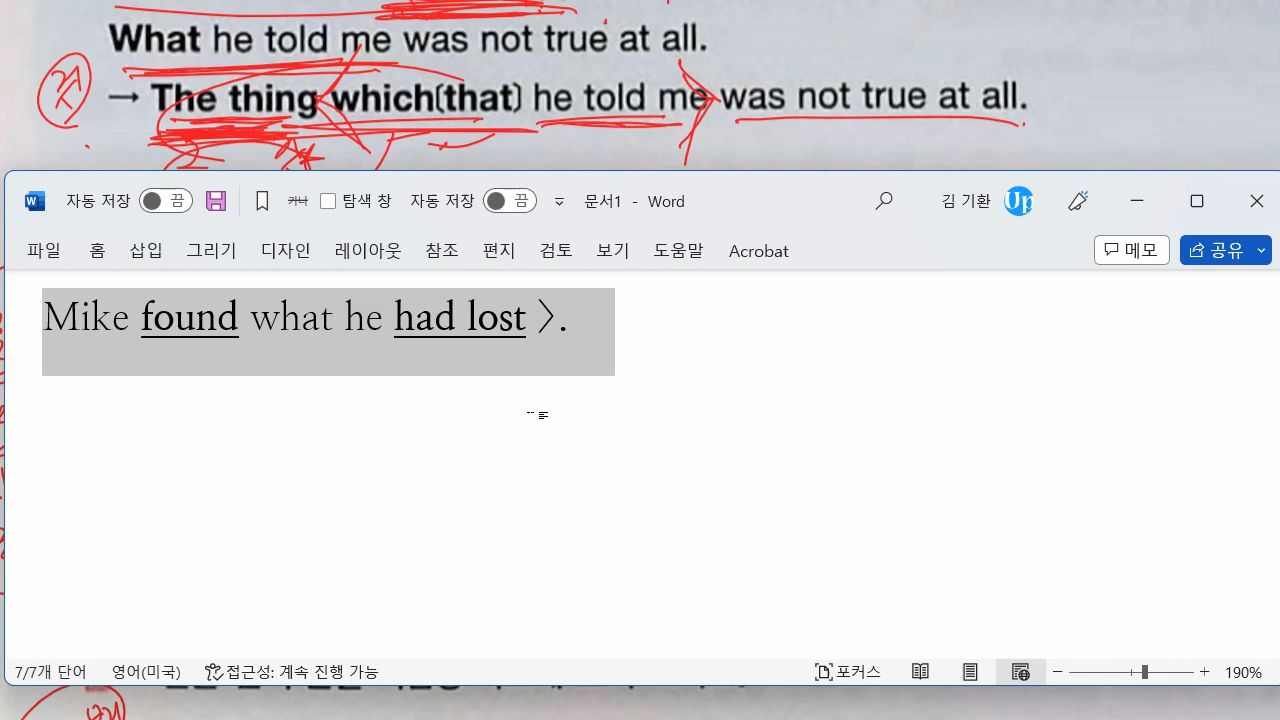 What he told me was not true at all.
→ The thing which(that) he told me was not true at all.
자동 저장 끔 가나 탐색 창 자동 저장 끔 문서1 - Word 김 기환 Up
파일 홈 삽입 그리기 디자인 레이아웃 참조 편지 검토 보기 도움말 Acrobat 메모 공유
Mike found what he had lost 〉.
7/7개 단어 영어(미국) 접근성: 계속 진행 가능 포커스 190%